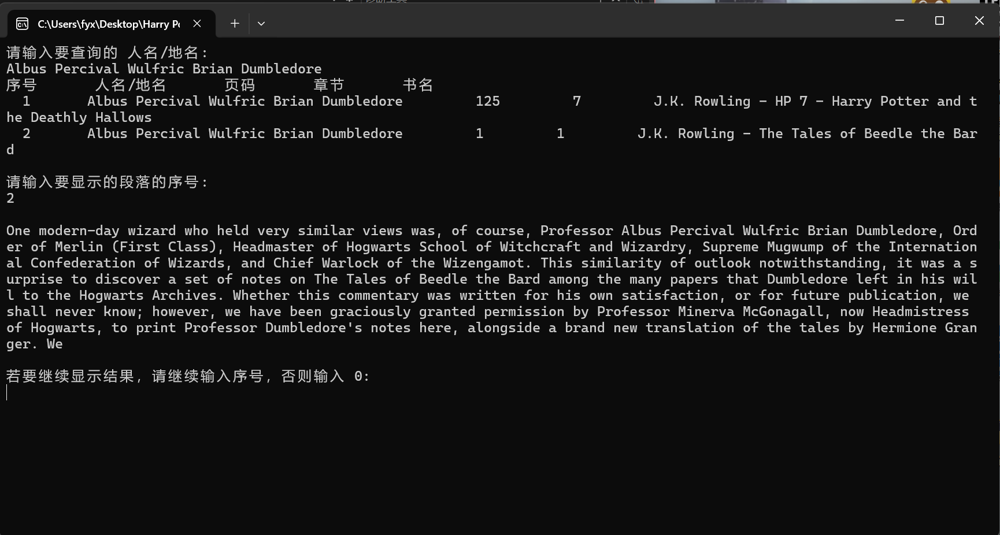 C:\Users\fyx\Desktop\Harry Po
请输入要查询的 人名/地名:
Albus Percival Wulfric Brian Dumbledore
序号 人名/地名 页码 章节 书名
1 Albus Percival Wulfric Brian Dumbledore 125 7 J.K. Rowling - HP 7 - Harry Potter and t
he Deathly Hallows
2 Albus Percival Wulfric Brian Dumbledore 1 1 J.K. Rowling - The Tales of Beedle the Bar
d
请输入要显示的段落的序号:
2
One modern-day wizard who held very similar views was, of course, Professor Albus Percival Wulfric Brian Dumbledore, Ord
er of Merlin (First Class), Headmaster of Hogwarts School of Witchcraft and Wizardry, Supreme Mugwump of the Internation
al Confederation of Wizards, and Chief Warlock of the Wizengamot. This similarity of outlook notwithstanding, it was a s
urprise to discover a set of notes on The Tales of Beedle the Bard among the many papers that Dumbledore left in his wil
l to the Hogwarts Archives. Whether this commentary was written for his own satisfaction, or for future publication, we
shall never know; however, we have been graciously granted permission by Professor Minerva McGonagall, now Headmistress
of Hogwarts, to print Professor Dumbledore's notes here, alongside a brand new translation of the tales by Hermione Gran
ger. We
若要继续显示结果, 请继续输入序号, 否则输入 0: